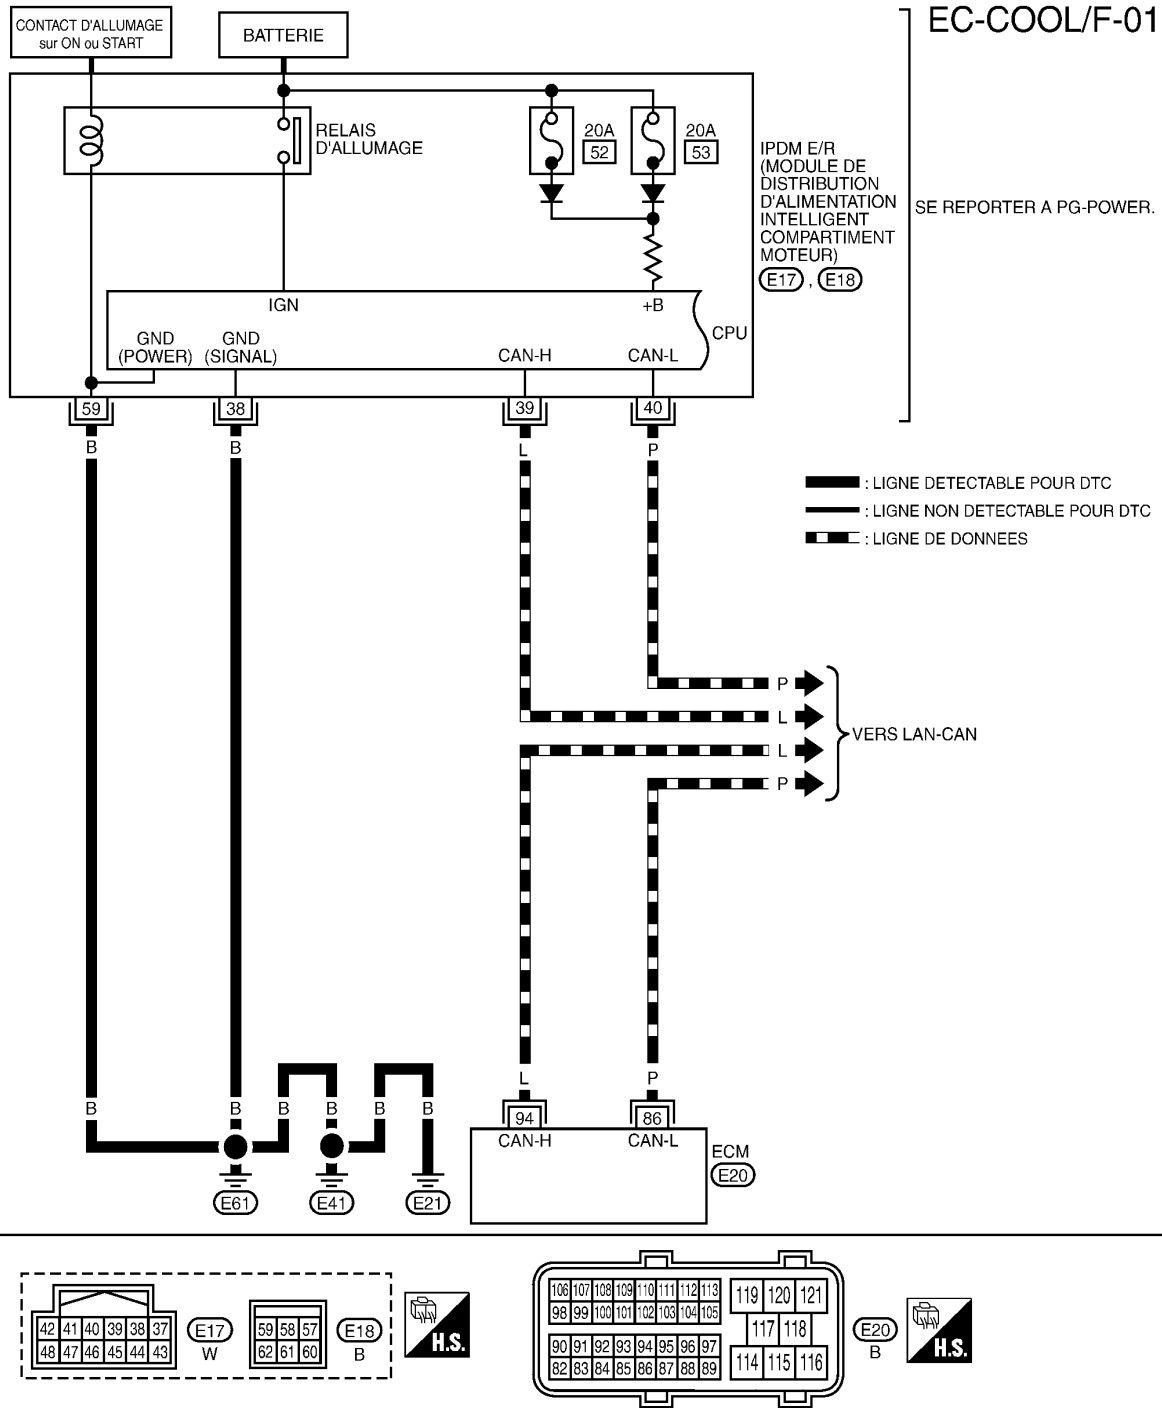 EC-COOL/F-01
CONTACT D'ALLUMAGE
sur ON ou START
BATTERIE
RELAIS
D'ALLUMAGE
20A
52
20A
53
IPDM E/R
(MODULE DE
DISTRIBUTION
D'ALIMENTATION
INTELLIGENT
COMPARTIMENT
MOTEUR)
E17 , E18
SE REPORTER A PG-POWER.
IGN
+B
CPU
GND
(POWER)
GND
(SIGNAL)
CAN-H
CAN-L
59
38
39
40
B
B
L
P
: LIGNE DETECTABLE POUR DTC
: LIGNE NON DETECTABLE POUR DTC
: LIGNE DE DONNEES
P
L
L
P
VERS LAN-CAN
L
P
B
B
B
B
B
B
94
86
CAN-H
CAN-L
ECM
E20
E61
E41
E21
42 41 40 39 38 37
48 47 46 45 44 43
E17
W
59 58 57
62 61 60
E18
B
H.S.
106 107 108 109 110 111 112 113
98 99 100 101 102 103 104 105
90 91 92 93 94 95 96 97
82 83 84 85 86 87 88 89
119 120 121
117 118
114 115 116
E20
B
H.S.